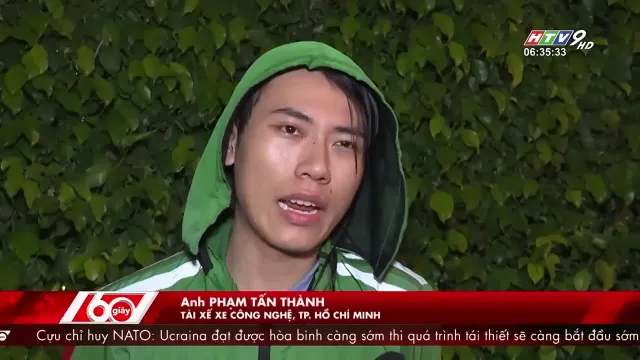 HTV9 HD
06:35:33
60 giây
Anh PHẠM TẤN THÀNH
TÀI XẾ XE CÔNG NGHỆ, TP. HỒ CHÍ MINH
Cựu chỉ huy NATO: Ucraina đạt được hòa bình càng sớm thì quá trình tái thiết sẽ càng bắt đầu sớm